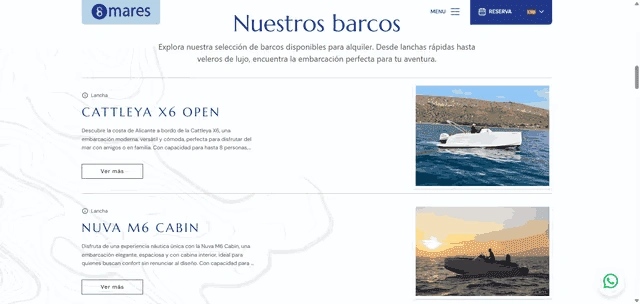 8 mares
MENU
RESERVA
Nuestros barcos
Explora nuestra selección de barcos disponibles para alquiler. Desde lanchas rápidas hasta
veleros de lujo, encuentra la embarcación perfecta para tu aventura.
Lancha
CATTLEYA X6 OPEN
Descubre la costa de Alicante a bordo de la Cattleya X6, una
embarcación moderna, versátil y cómoda, perfecta para disfrutar del
mar con amigos o en familia. Con capacidad para hasta 8 personas,...
Ver más
Lancha
NUVA M6 CABIN
Disfruta de una experiencia náutica única con la Nuva M6 Cabin, una
embarcación elegante, espaciosa y con cabina interior, ideal para
quienes buscan confort sin renunciar al diseño. Con capacidad para ...
Ver más